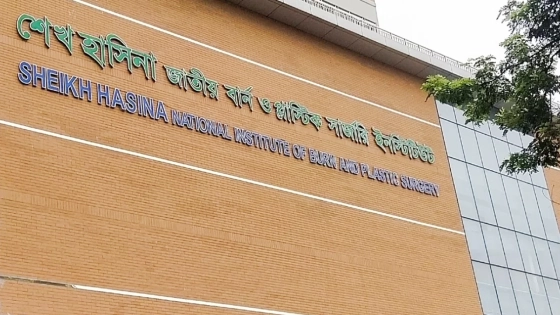 শেখ হাসিনা জাতীয় বার্ন ও প্লাস্টিক সার্জারি ইনস্টিটিউট
SHEIKH HASINA NATIONAL INSTITUTE OF BURN AND PLASTIC SURGERY